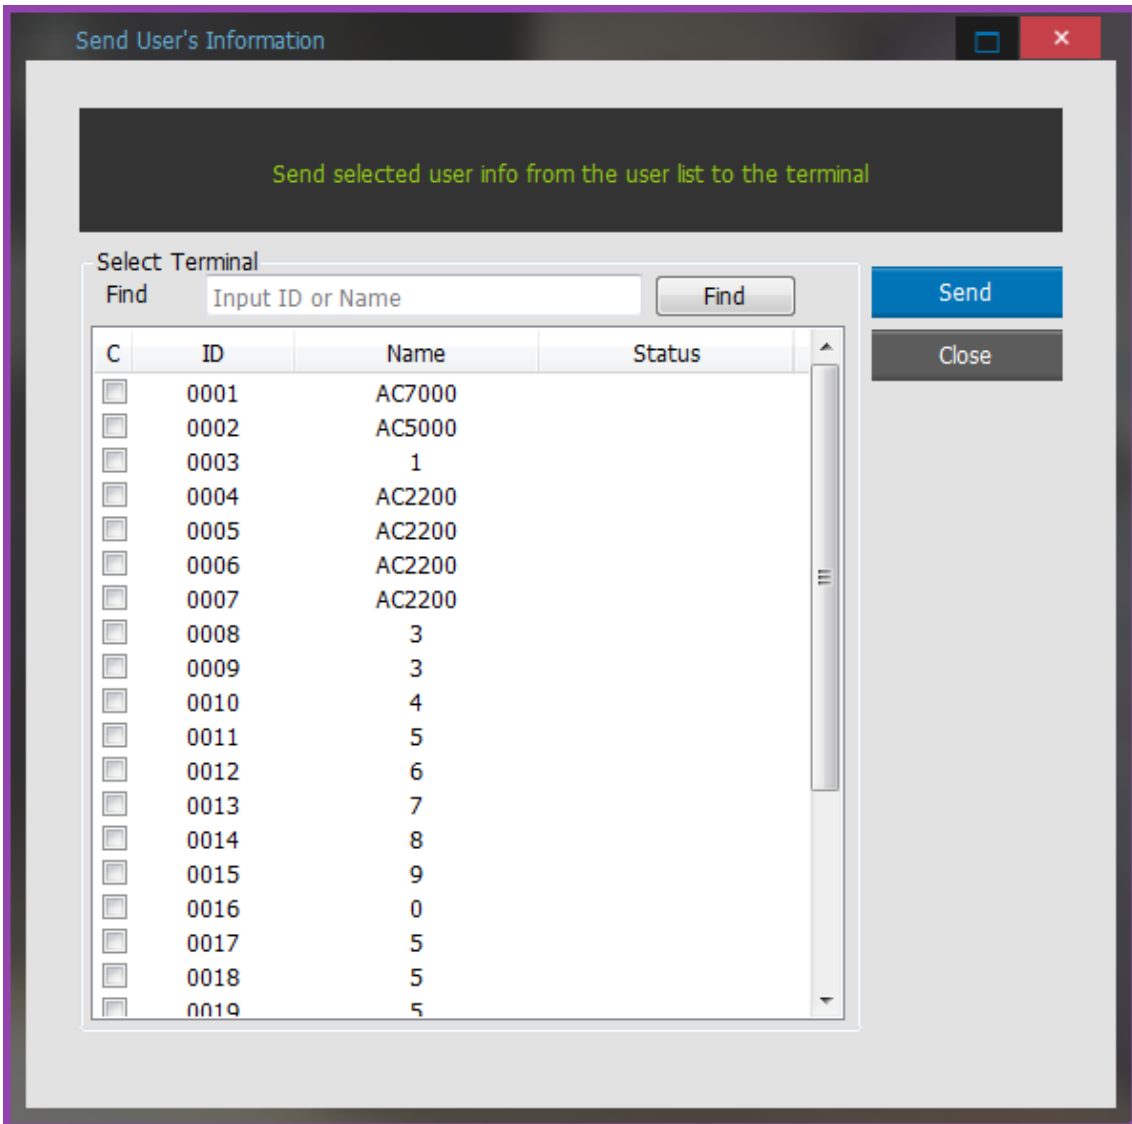 Send User's Information
Send selected user info from the user list to the terminal
Select Terminal
Find Input ID or Name Find Send
C ID Name Status Close
0001 AC7000
0002 AC5000
0003 1
0004 AC2200
0005 AC2200
0006 AC2200
0007 AC2200
0008 3
0009 3
0010 4
0011 5
0012 6
0013 7
0014 8
0015 9
0016 0
0017 5
0018 5
0019 5